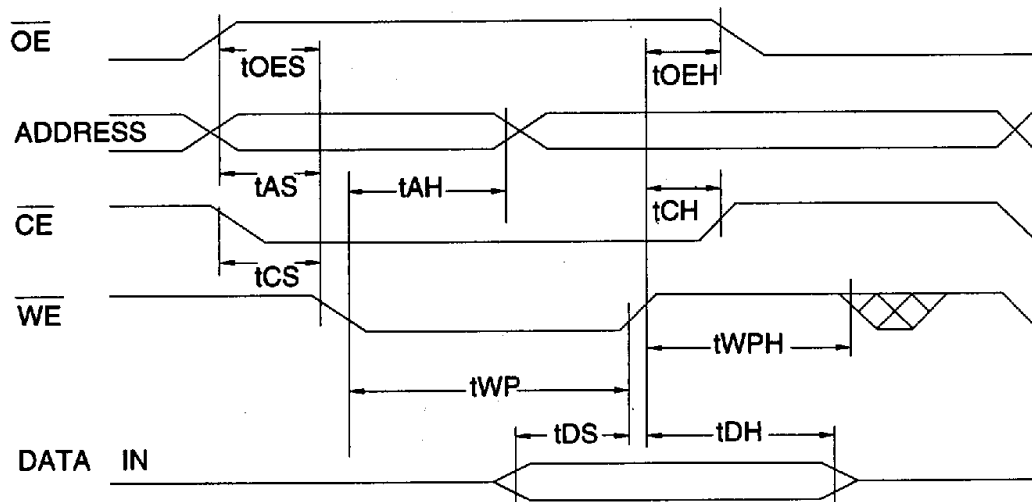 OE
tOES
tOEH
ADDRESS
tAS
tAH
tCH
CE
tCS
WE
tWPH
tWP
tDS
tDH
DATA IN